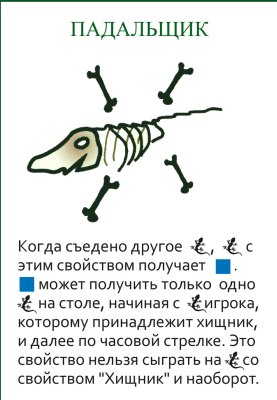 ПАДАЛЬЩИК
Когда съедено другое , с
этим свойством получает .
может получить только одно
на столе, начиная с игрока,
которому принадлежит хищник,
и далее по часовой стрелке. Это
свойство нельзя сыграть на со
свойством "Хищник" и наоборот.